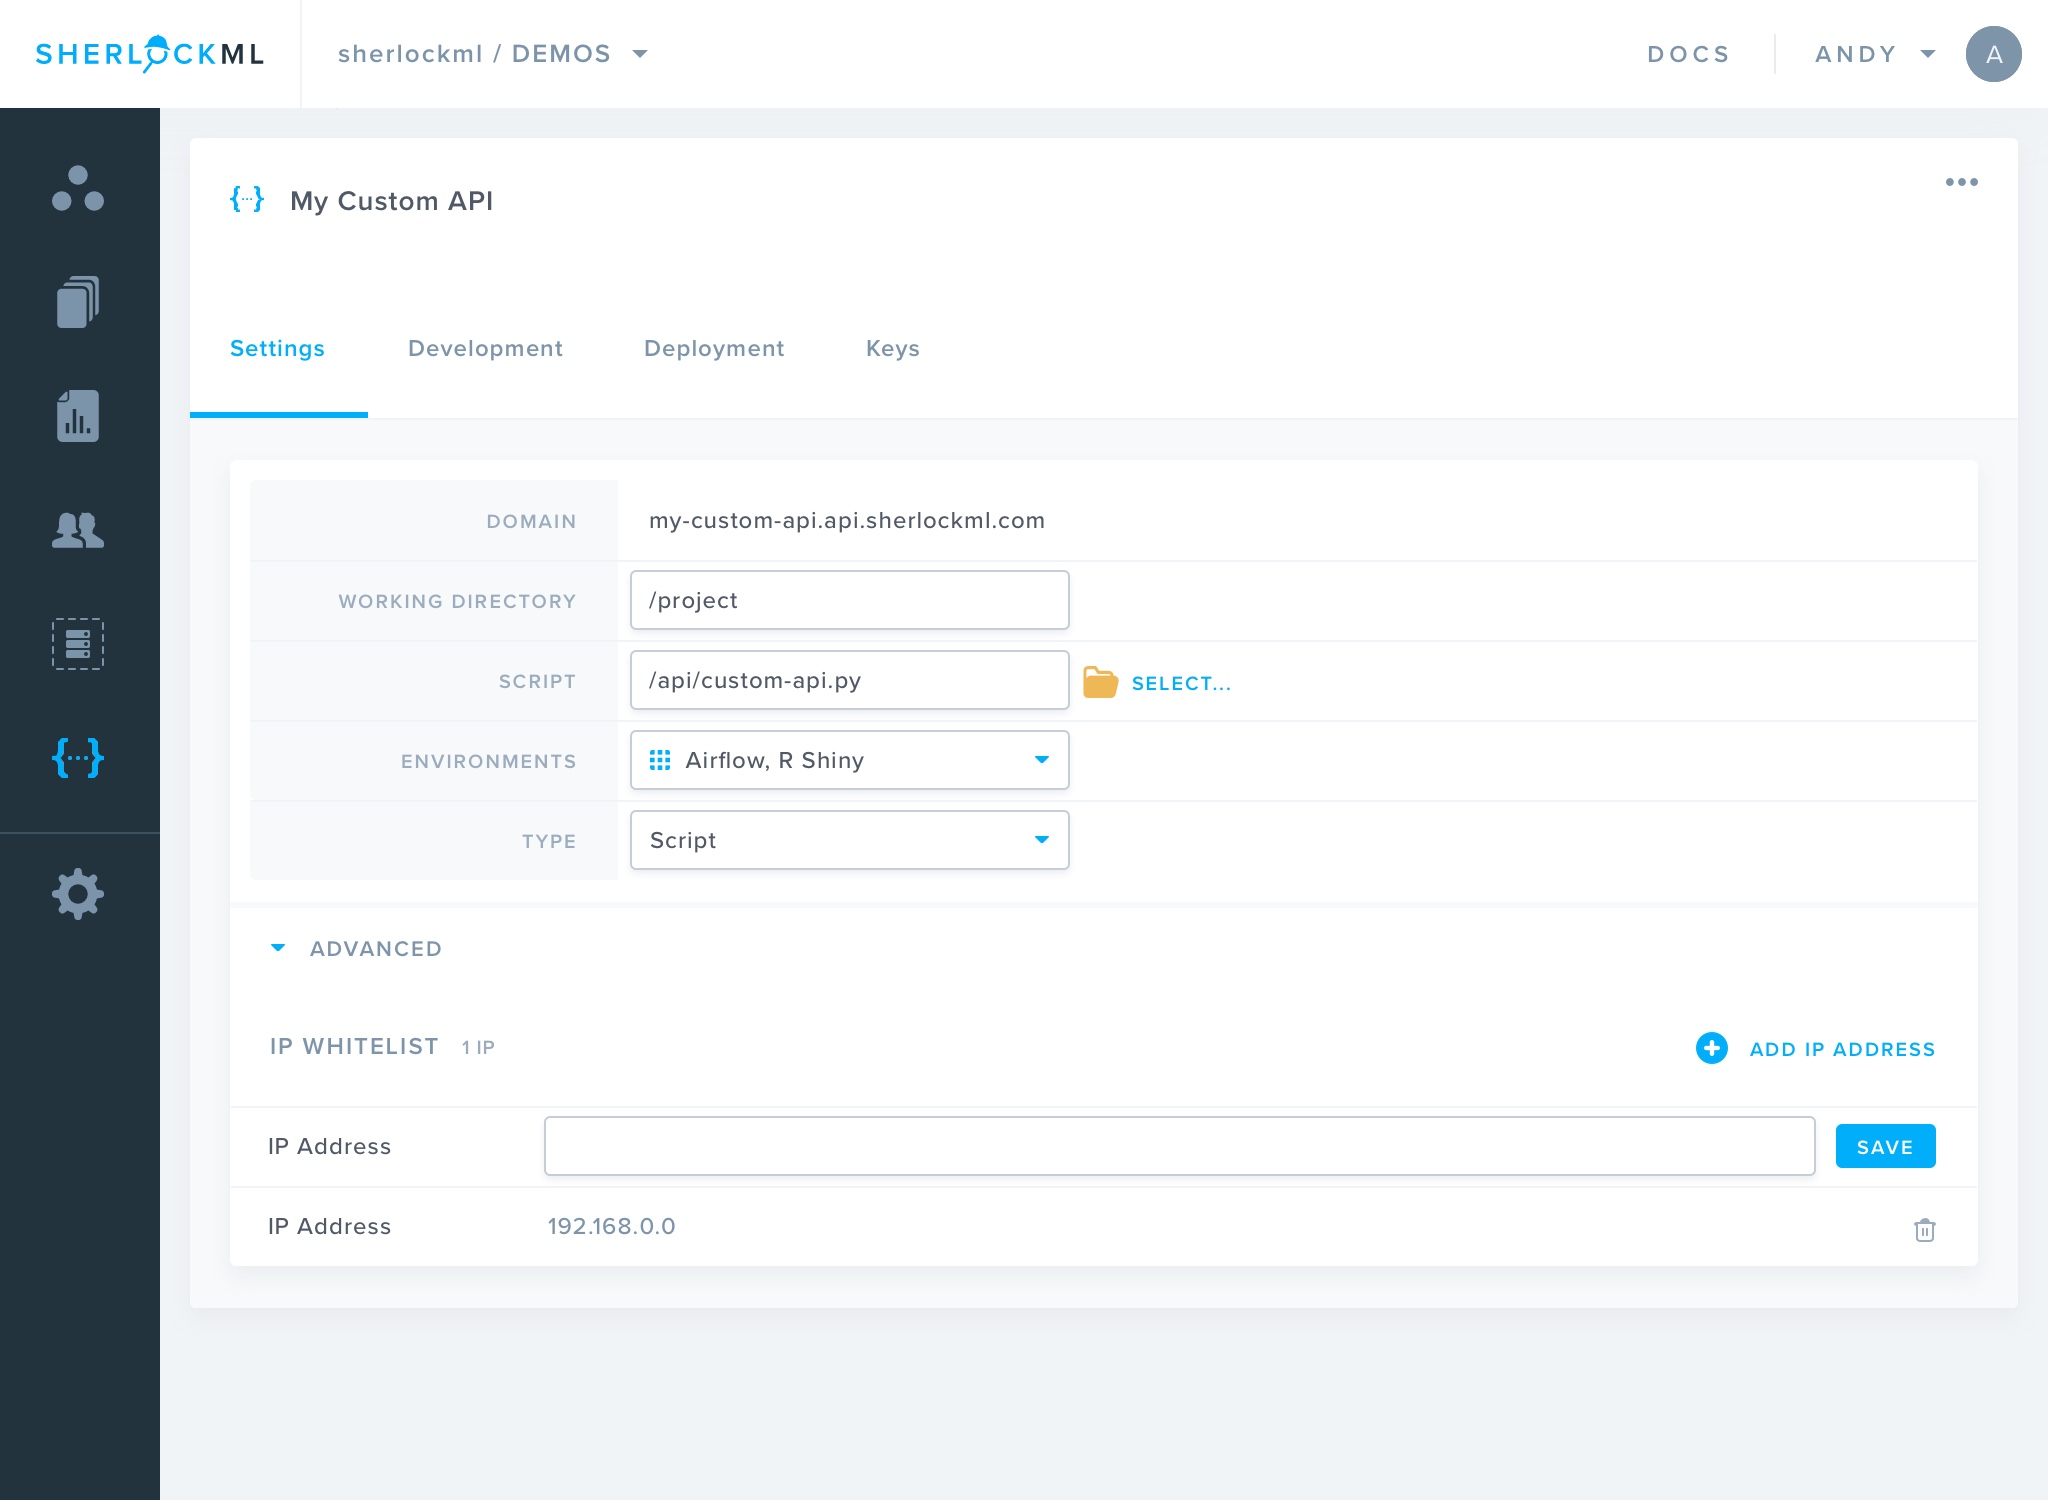 SHERLOCKML
sherlockml / DEMOS
DOCS
ANDY
A
My Custom API
Settings
Development
Deployment
Keys
DOMAIN
my-custom-api.api.sherlockml.com
WORKING DIRECTORY
/project
SCRIPT
/api/custom-api.py
SELECT...
ENVIRONMENTS
Airflow, R Shiny
TYPE
Script
ADVANCED
IP WHITELIST 1 IP
ADD IP ADDRESS
IP Address
SAVE
IP Address
192.168.0.0